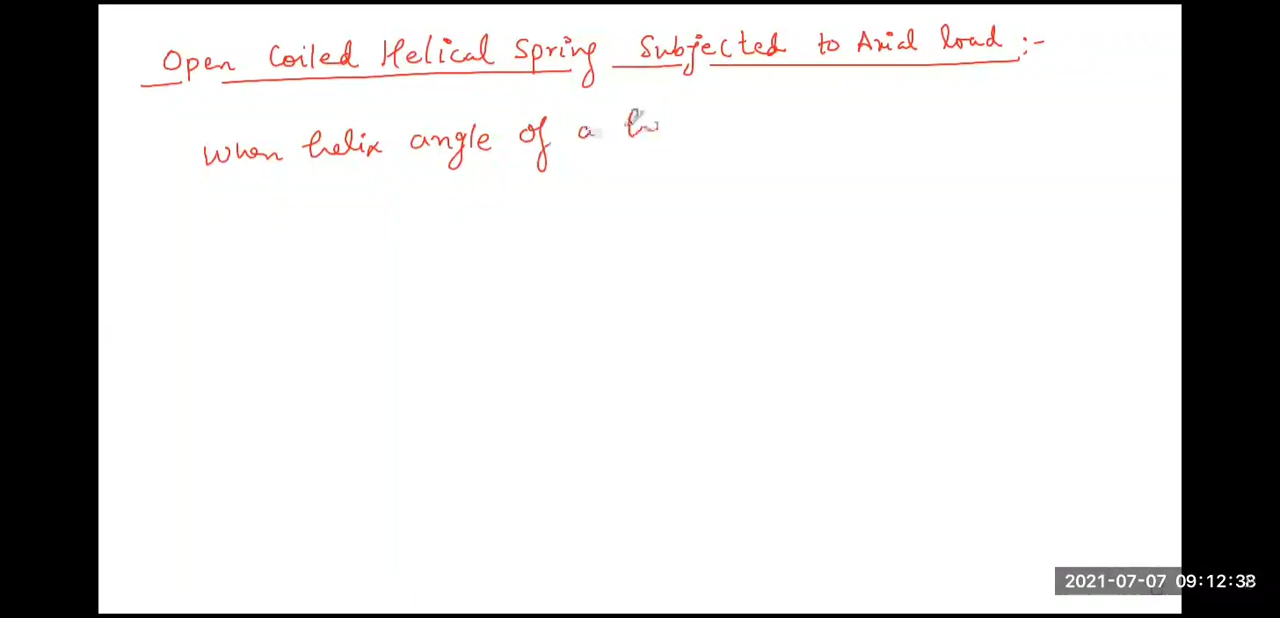 Open Coiled Helical Spring Subjected to Axial load :-
When helix angle of a
2021-07-07 09:12:38